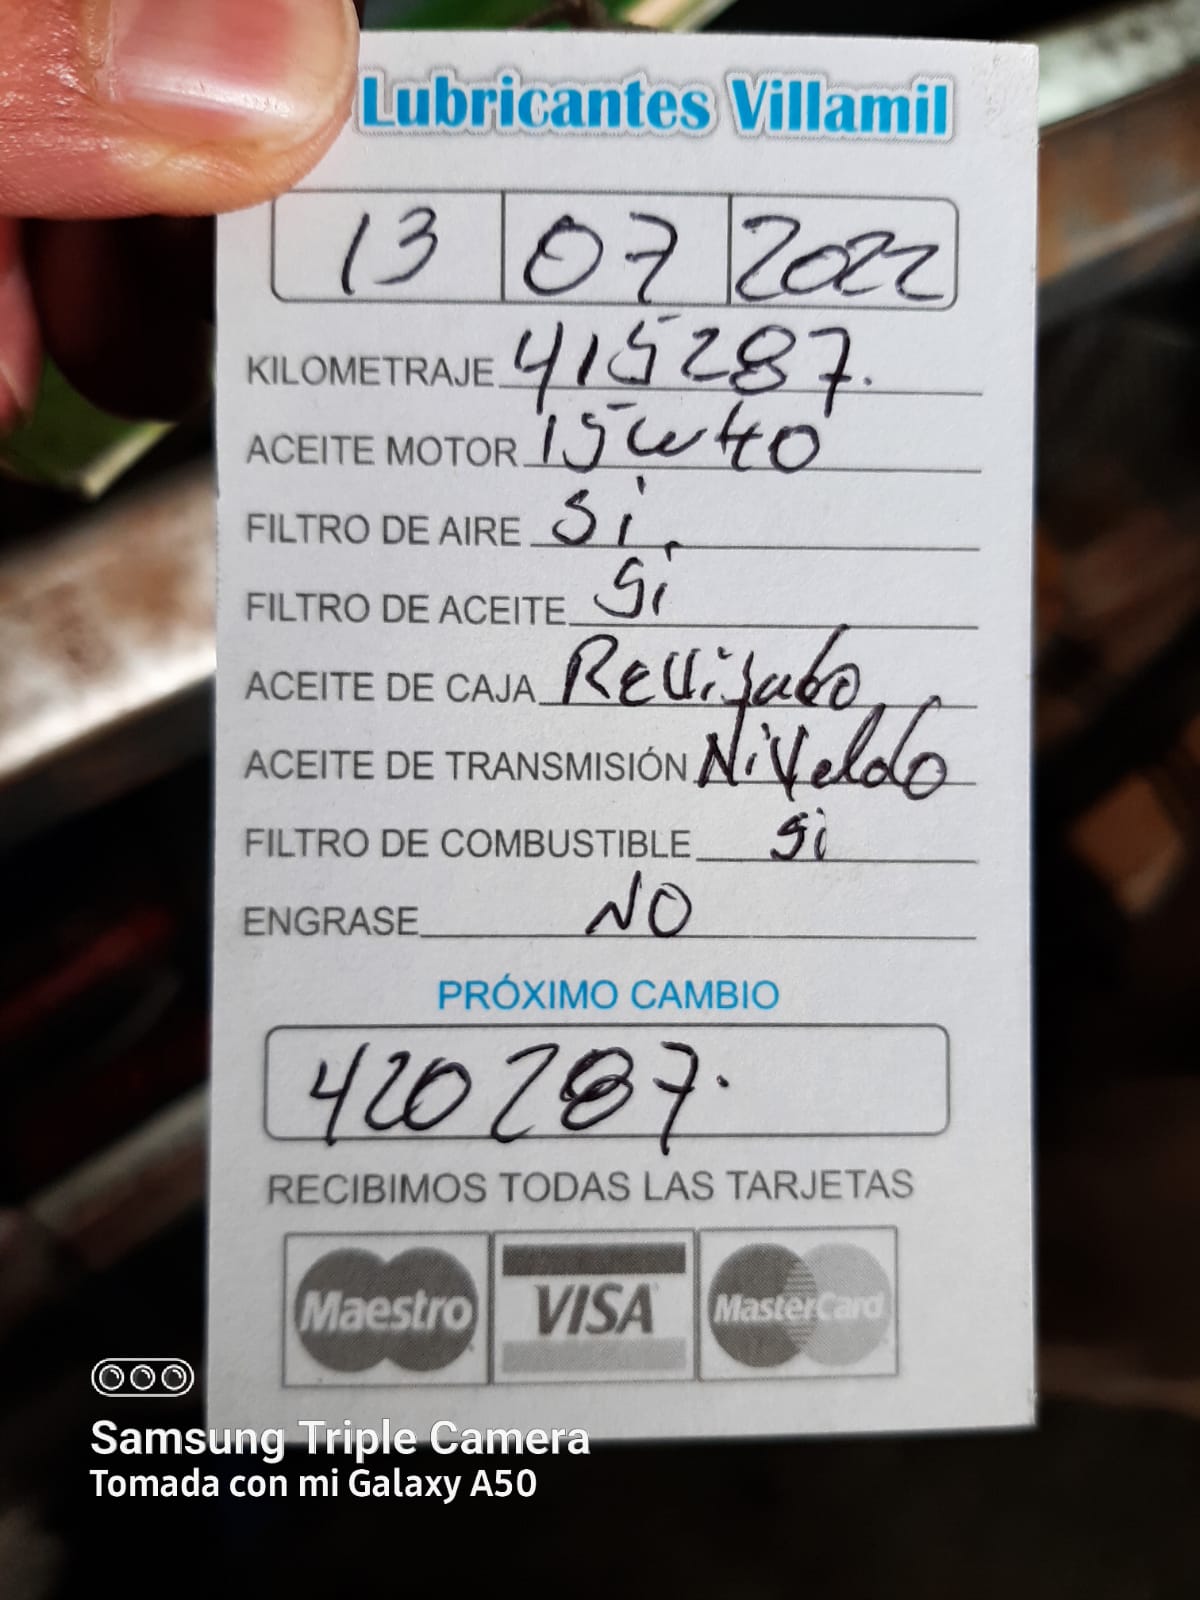 Lubricantes Villamil
13 07 2022
KILOMETRAJE 415287.
ACEITE MOTOR 15W40
FILTRO DE AIRE Si.
FILTRO DE ACEITE Si
ACEITE DE CAJA Revisado
ACEITE DE TRANSMISIÓN Niveldo
FILTRO DE COMBUSTIBLE Si
ENGRASE NO
PRÓXIMO CAMBIO
420287.
RECIBIMOS TODAS LAS TARJETAS
Maestro VISA MasterCard
Samsung Triple Camera
Tomada con mi Galaxy A50